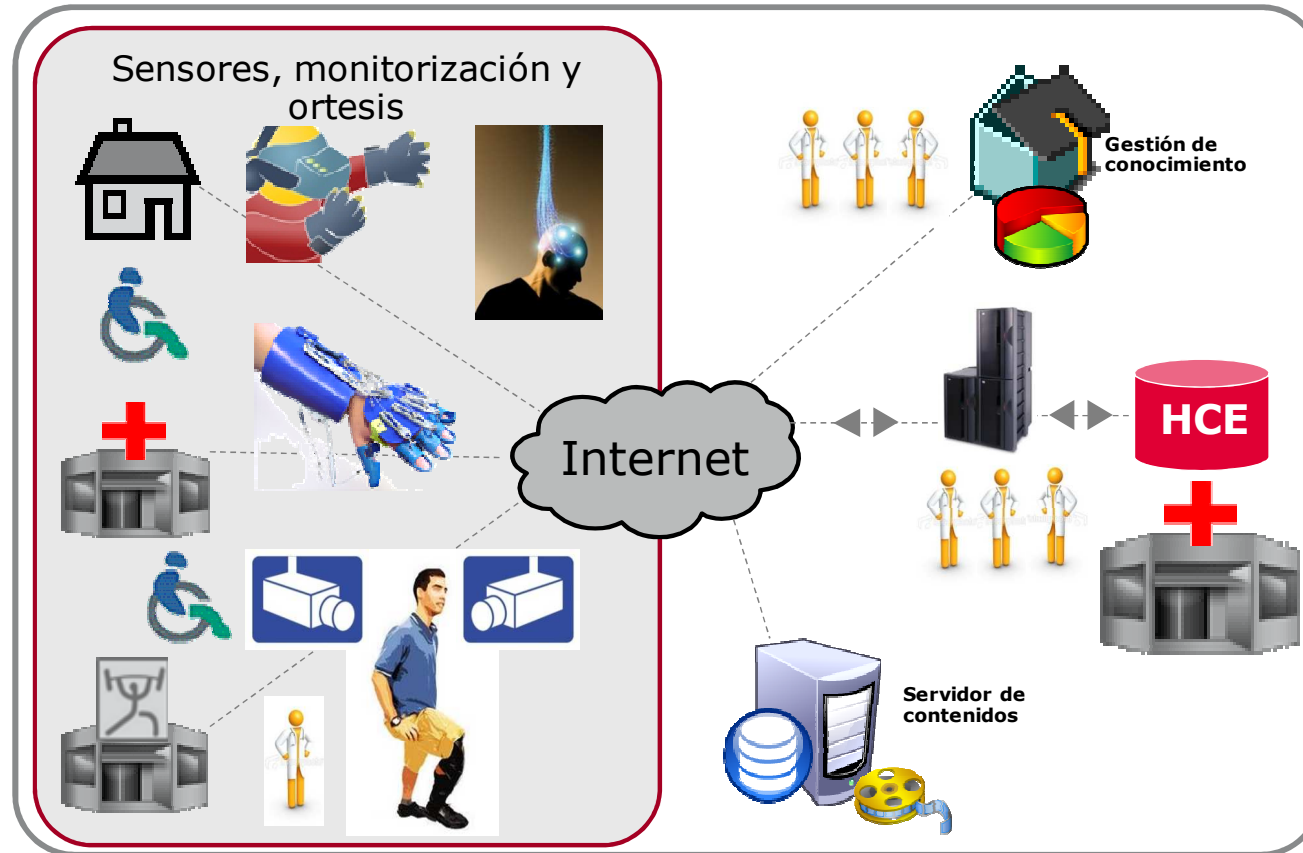 Sensores, monitorización y
ortesis
Gestión de
conocimiento
Internet
HCE
Servidor de
contenidos